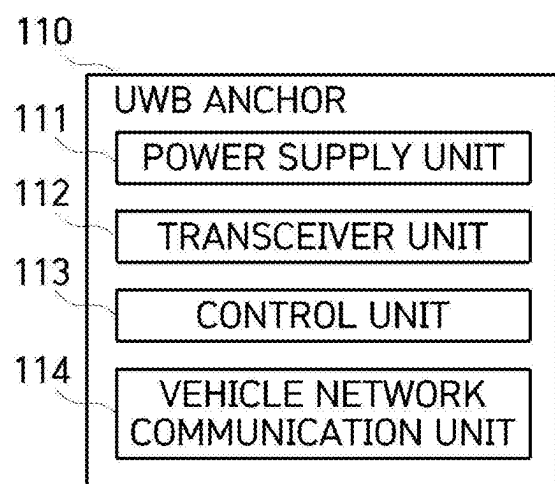 110
UWB ANCHOR
111
POWER SUPPLY UNIT
112
TRANSCEIVER UNIT
113
CONTROL UNIT
114
VEHICLE NETWORK
COMMUNICATION UNIT